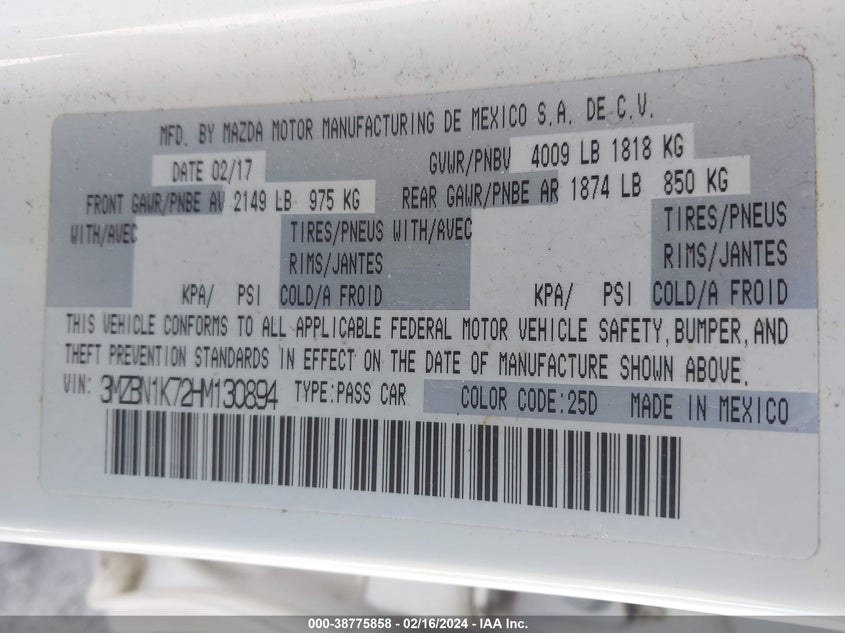 MFD. BY MAZDA MOTOR MANUFACTURING DE MEXICO S.A. DE C.V.
DATE 02/17 GVWR/PNBV 4009 LB 1818 KG
FRONT GAWR/PNBE AV 2149 LB 975 KG REAR GAWR/PNBE AR 1874 LB 850 KG
WITH/AVEC TIRES/PNEUS WITH/AVEC TIRES/PNEUS
RIMS/JANTES RIMS/JANTES
KPA/ PSI COLD/A FROID KPA/ PSI COLD/A FROID
THIS VEHICLE CONFORMS TO ALL APPLICABLE FEDERAL MOTOR VEHICLE SAFETY, BUMPER, AND
THEFT PREVENTION STANDARDS IN EFFECT ON THE DATE OF MANUFACTURE SHOWN ABOVE.
VIN: 3MZBN1K72HM130894 TYPE:PASS CAR COLOR CODE:25D MADE IN MEXICO
000-38775858 - 02/16/2024 - IAA Inc.